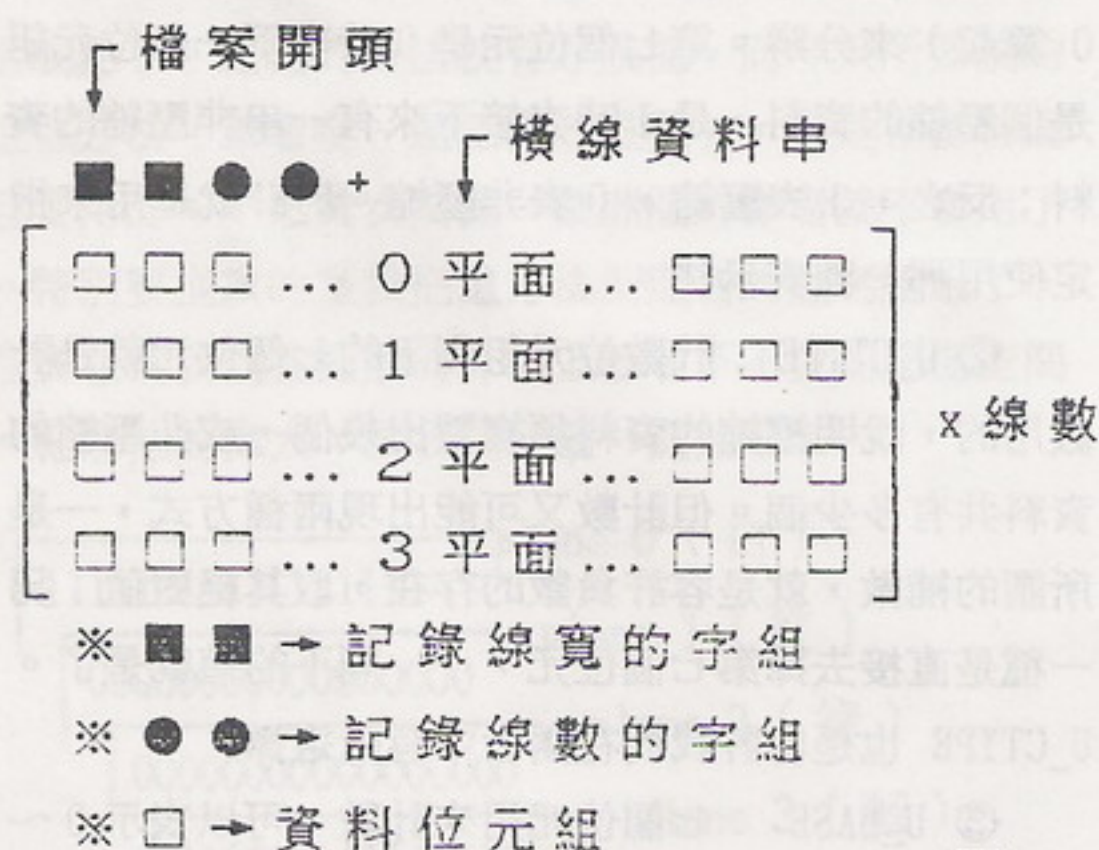 檔案開頭
橫線資料串
■ ■ ● ● +
□ □ □ ... 0 平面 ... □ □ □
□ □ □ ... 1 平面 ... □ □ □
□ □ □ ... 2 平面 ... □ □ □
□ □ □ ... 3 平面 ... □ □ □
x 線數
※ ■ ■ → 記錄線寬的字組
※ ● ● → 記錄線數的字組
※ □ → 資料位元組